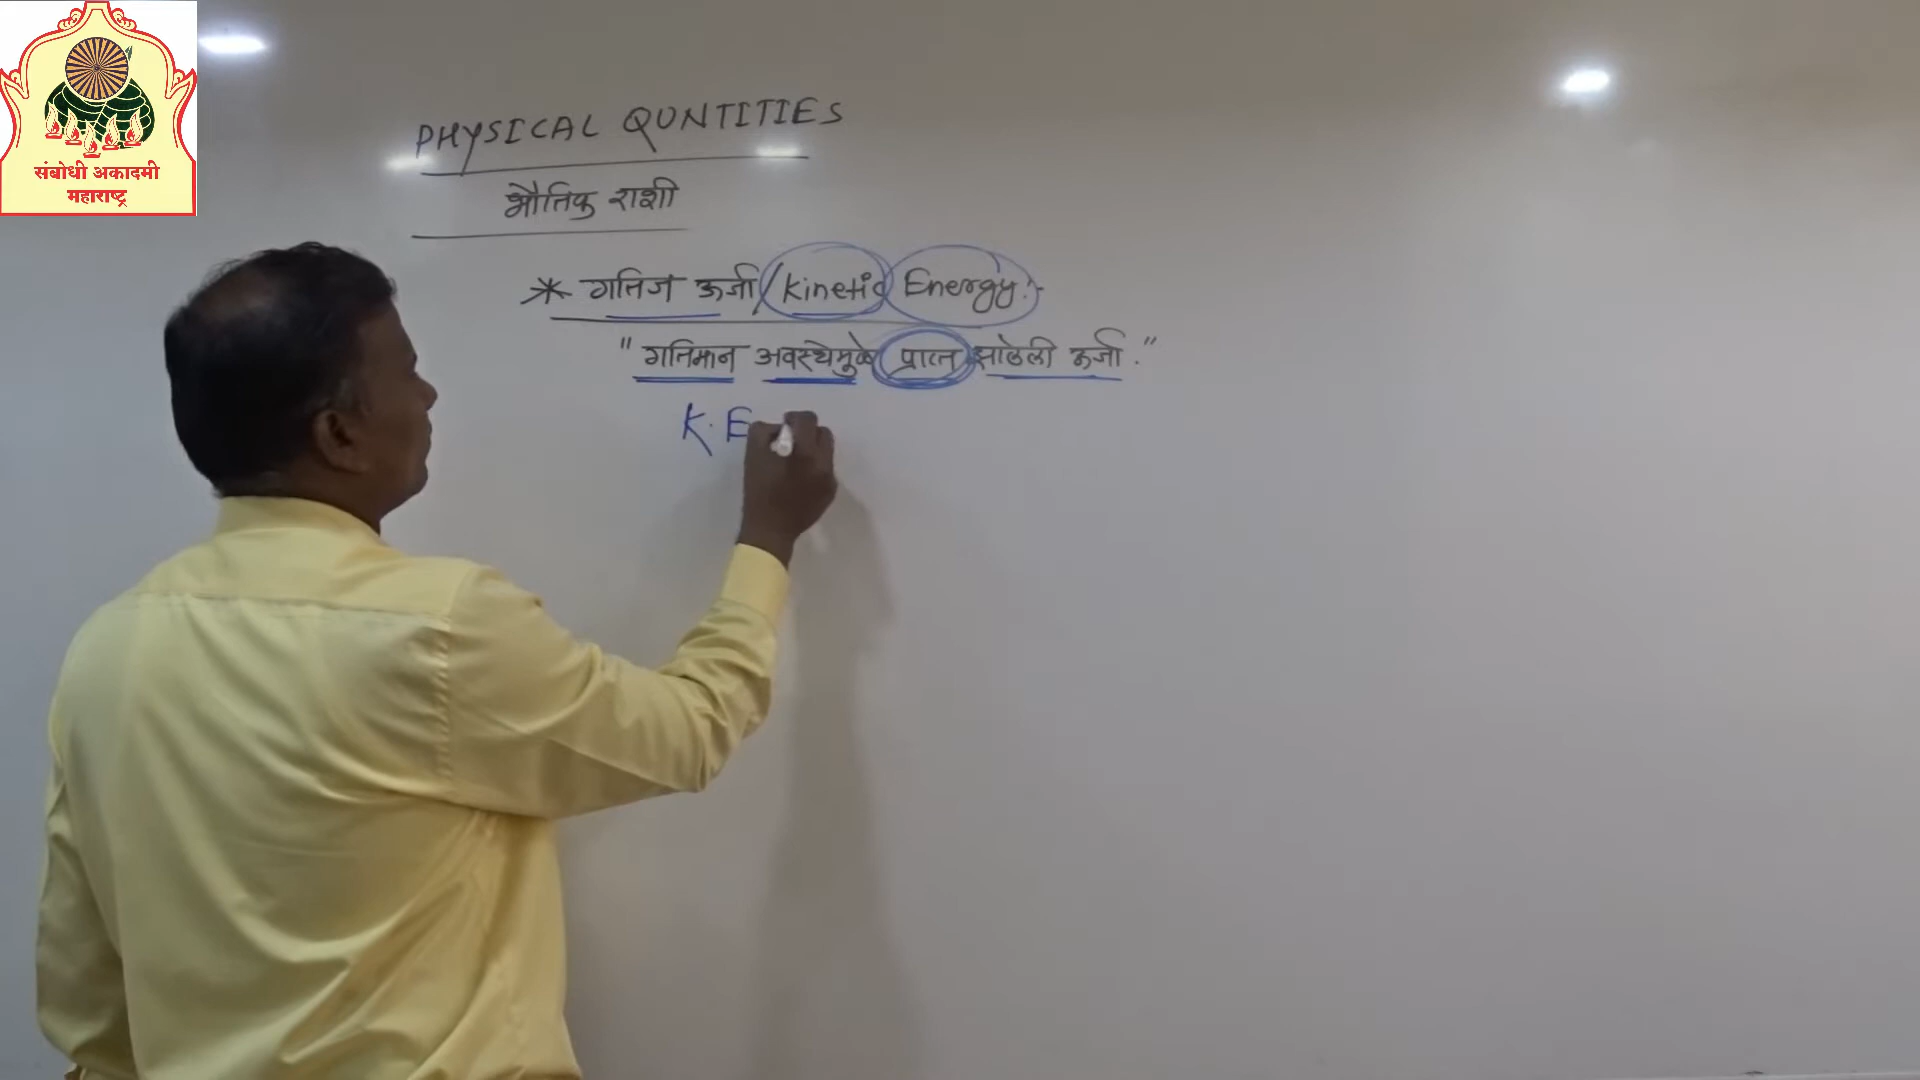 संबोधी अकादमी
महाराष्ट्र
PHYSICAL QUNTITIES
भौतिक राशी
* गतिज ऊर्जा / Kinetic Energy :-
" गतिमान अवस्थेमुळे प्राप्त झालेली ऊर्जा . "
K. E